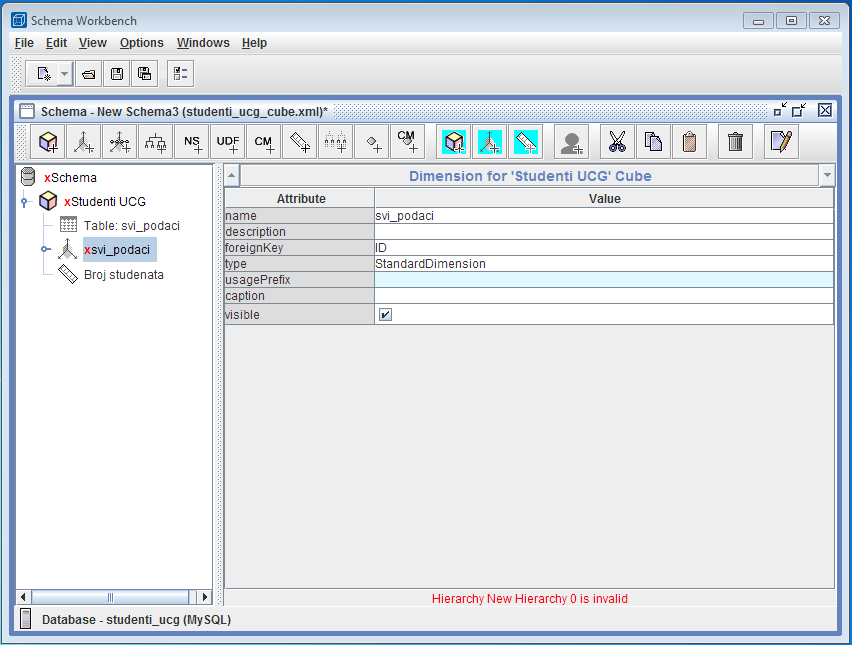 Schema Workbench
File Edit View Options Windows Help
Schema - New Schema3 (studenti_ucg_cube.xml)*
NS UDF CM CM
xSchema
xStudenti UCG
Table: svi_podaci
xsvi_podaci
Broj studenata
Dimension for 'Studenti UCG' Cube
Attribute Value
name svi_podaci
description
foreignKey ID
type StandardDimension
usagePrefix
caption
visible
Hierarchy New Hierarchy 0 is invalid
Database - studenti_ucg (MySQL)